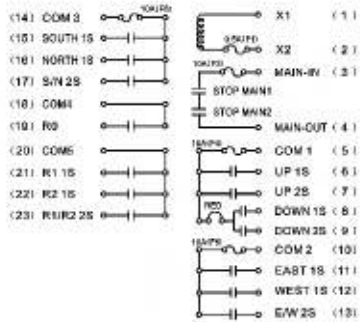 (14) COM 3
(15) SOUTH 1S
(16) NORTH 1S
(17) S/N 2S
(18) COM4
(19) R0
(20) COM5
(21) R1 1S
(22) R2 1S
(23) R1/R2 2S
X1 (1)
X2 (2)
MAIN-IN (3)
STOP MAIN1
STOP MAIN2
MAIN-OUT (4)
COM 1 (5)
UP 1S (6)
UP 2S (7)
DOWN 1S (8)
DOWN 2S (9)
COM 2 (10)
EAST 1S (11)
WEST 1S (12)
E/W 2S (13)